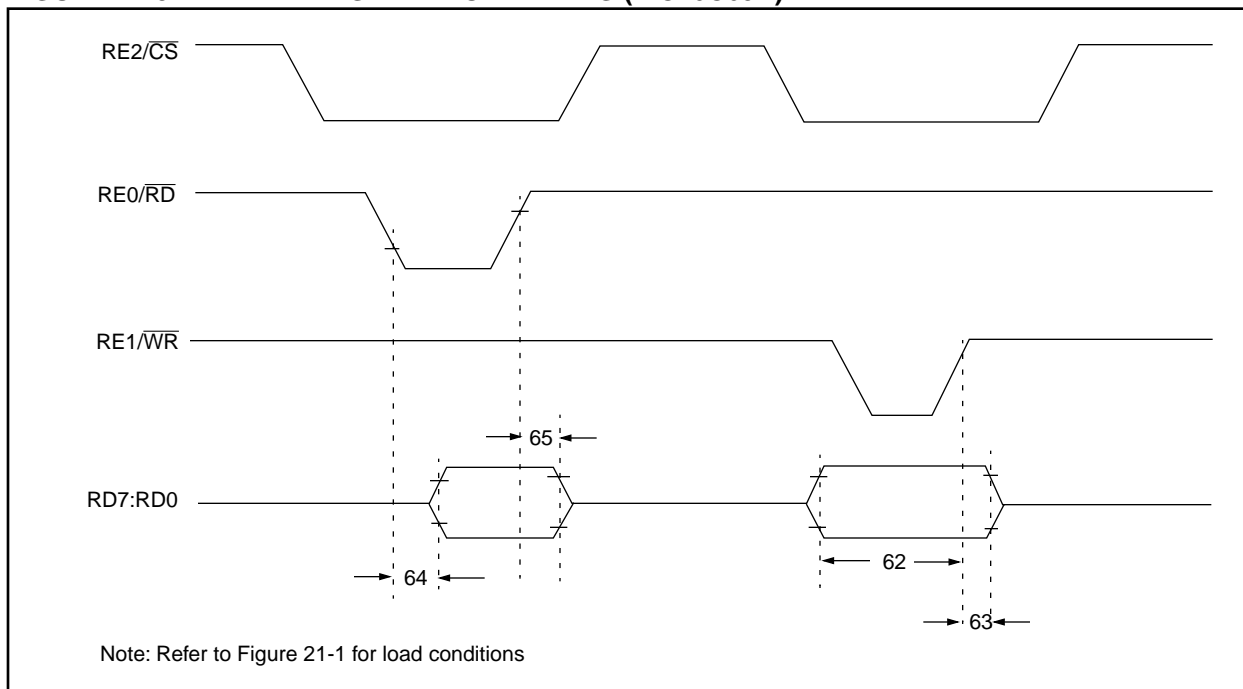 RE2/CS
RE0/RD
RE1/WR
65
RD7:RD0
62
64
63
Note: Refer to Figure 21-1 for load conditions